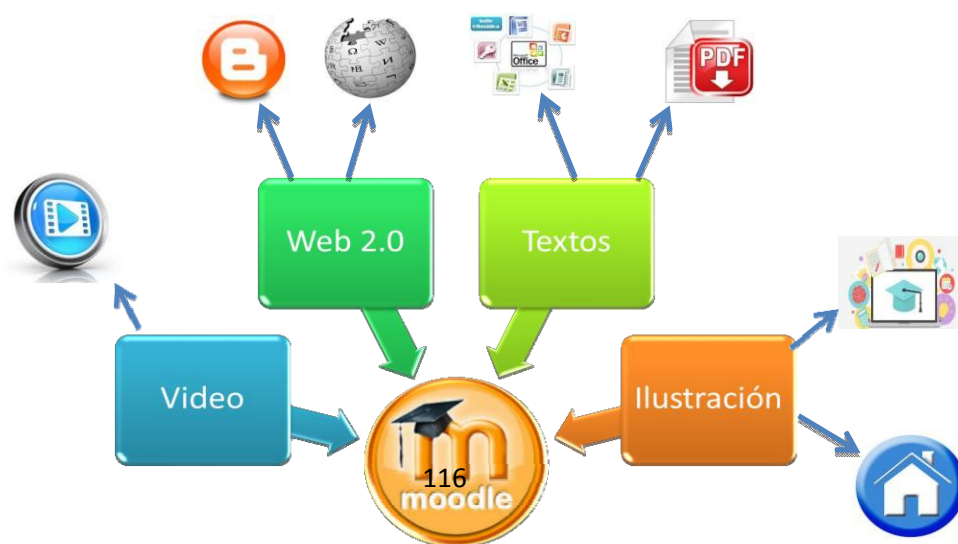 Office
PDF
Web 2.0
Textos
Video
Ilustración
116
moodle